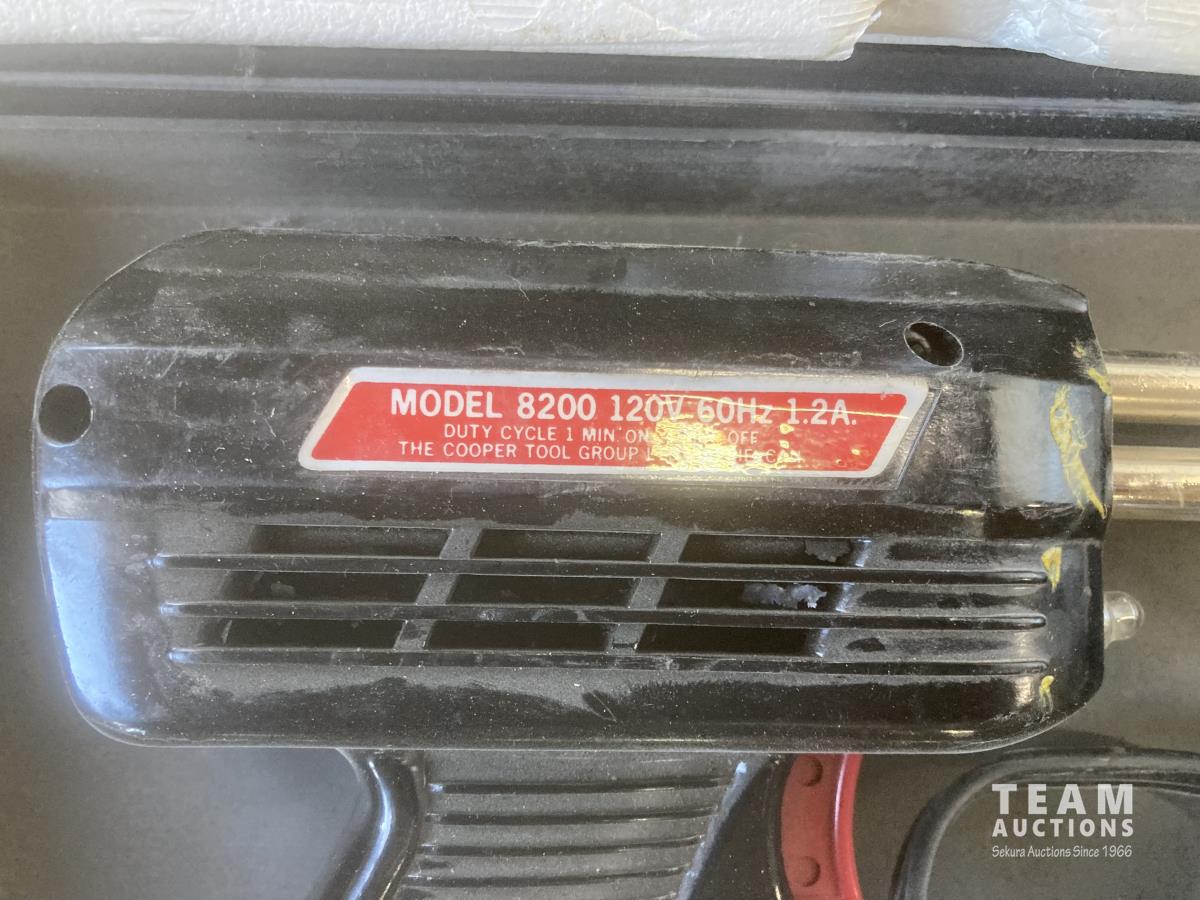 MODEL 8200 120V 60Hz 1.2A.
DUTY CYCLE 1 MIN. ON OFF
THE COOPER TOOL GROUP
TEAM
AUCTIONS
Sekura Auctions Since 1966